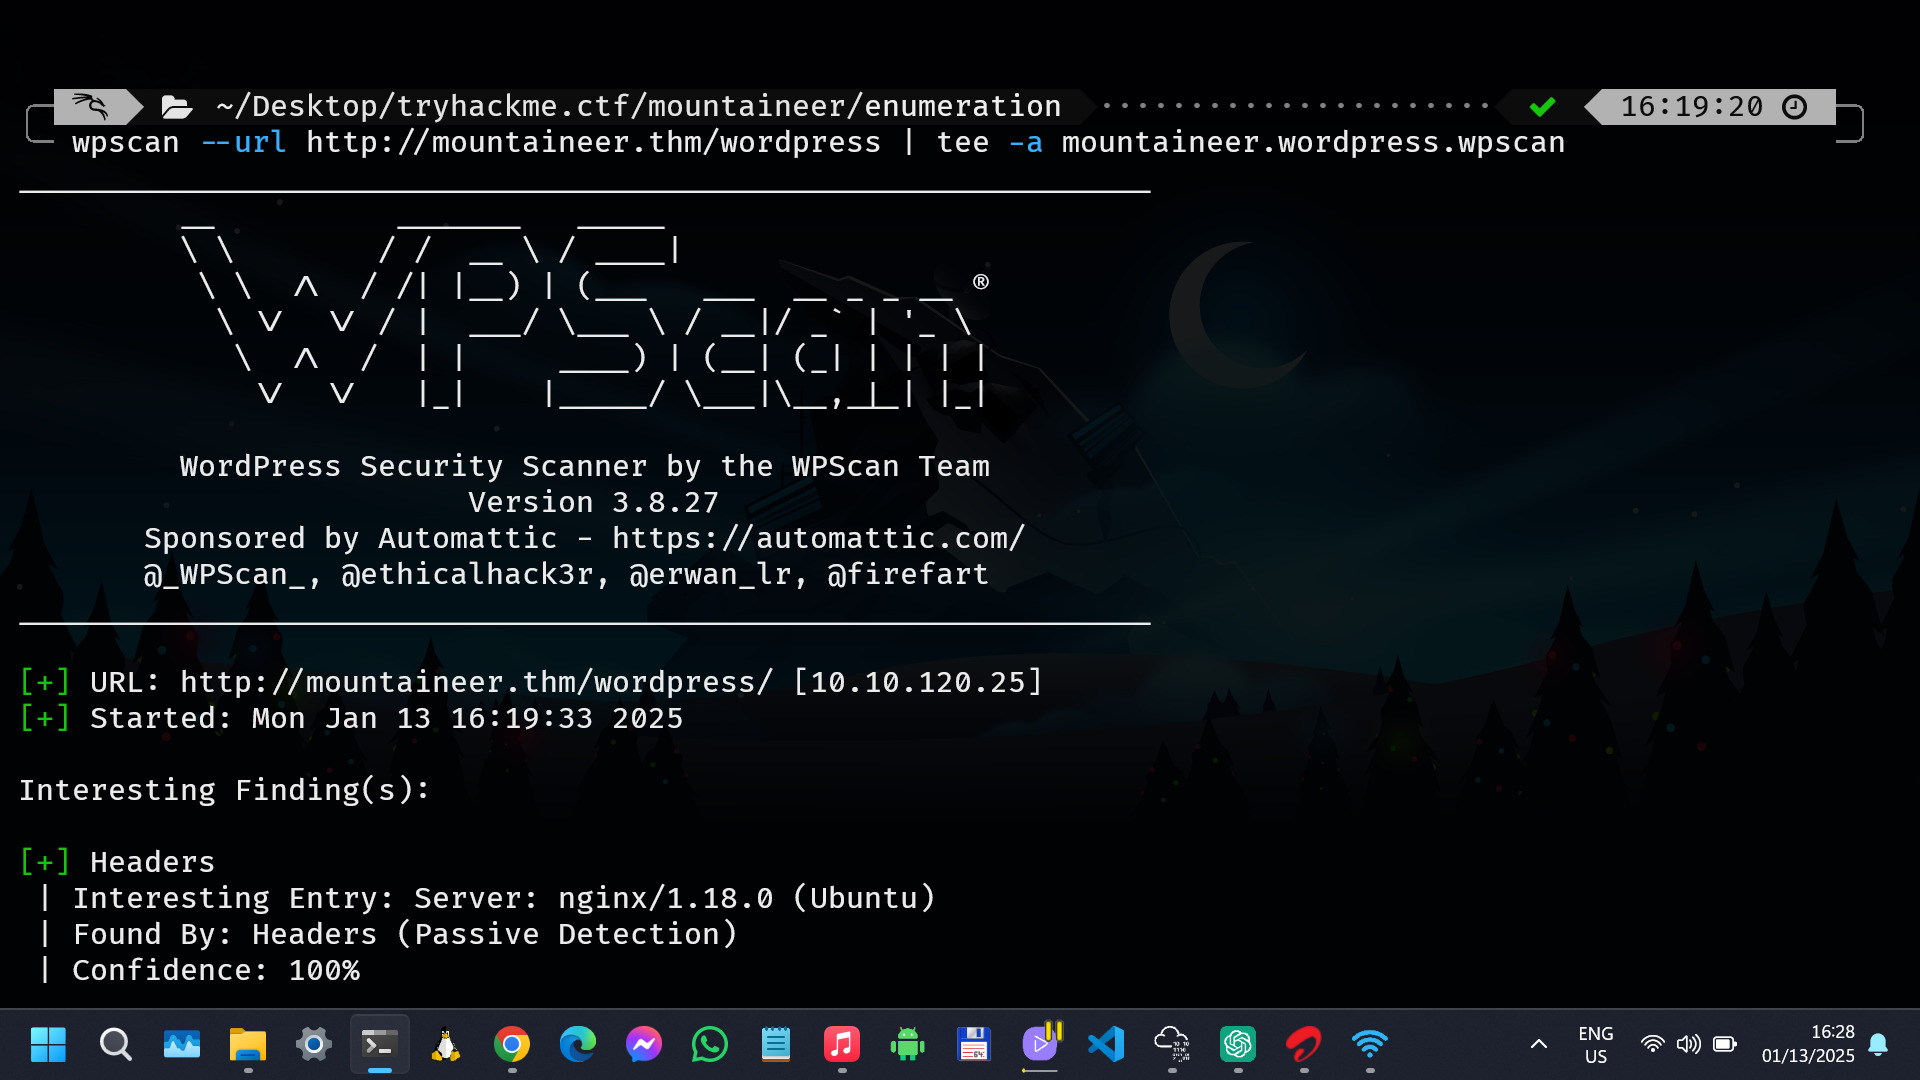 ~/Desktop/tryhackme.ctf/mountaineer/enumeration 16:19:20
wpscan --url http://mountaineer.thm/wordpress | tee -a mountaineer.wordpress.wpscan
WPScan ®
WordPress Security Scanner by the WPScan Team
Version 3.8.27
Sponsored by Automattic - https://automattic.com/
@_WPScan_, @ethicalhack3r, @erwan_lr, @firefart
[+] URL: http://mountaineer.thm/wordpress/ [10.10.120.25]
[+] Started: Mon Jan 13 16:19:33 2025
Interesting Finding(s):
[+] Headers
| Interesting Entry: Server: nginx/1.18.0 (Ubuntu)
| Found By: Headers (Passive Detection)
| Confidence: 100%
ENG
US
16:28
01/13/2025